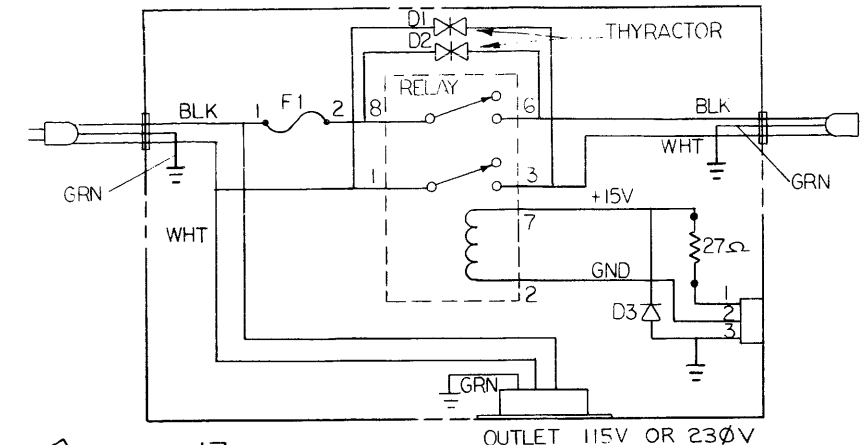 D1
D2
THYRACTOR
RELAY
BLK
1
F1
2
8
6
BLK
1
3
WHT
GRN
GRN
WHT
+15V
7
27Ω
GND
2
1
2
3
D3
GRN
OUTLET 115V OR 230V